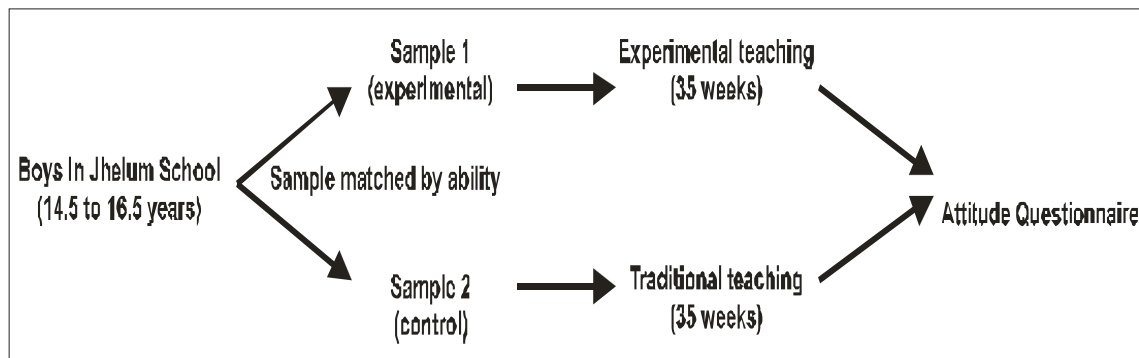 Sample 1
(experimental)
Experimental teaching
(35 weeks)
Boys In Jhelum School
(14.5 to 16.5 years)
Sample matched by ability
Attitude Questionnaire
Sample 2
(control)
Traditional teaching
(35 weeks)